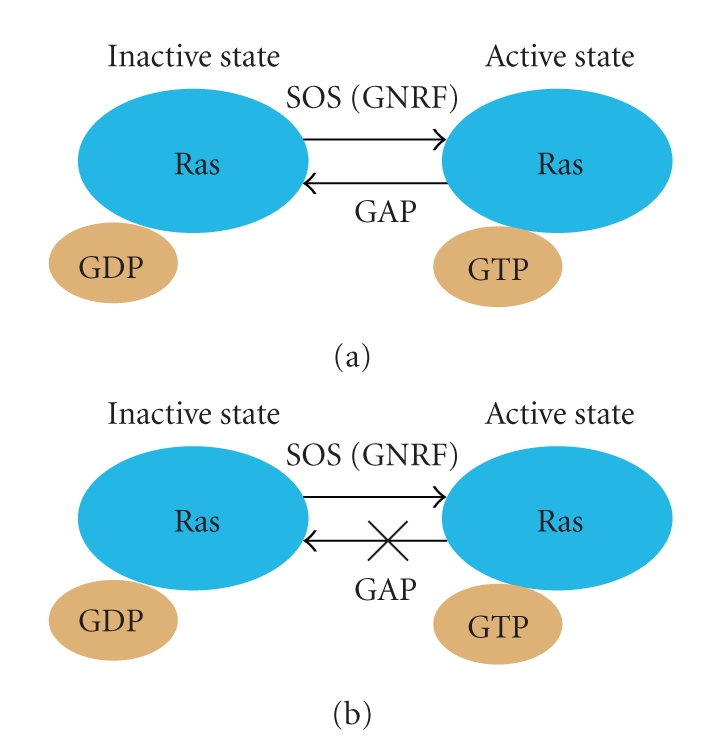 Inactive state
Active state
SOS (GNRF)
Ras
Ras
GAP
GDP
GTP
(a)
Inactive state
Active state
SOS (GNRF)
Ras
Ras
GAP
GDP
GTP
(b)